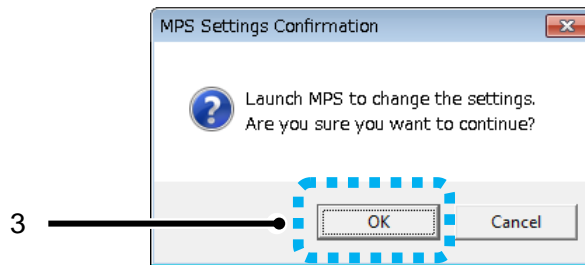 MPS Settings Confirmation
Launch MPS to change the settings.
Are you sure you want to continue?
3
OK
Cancel